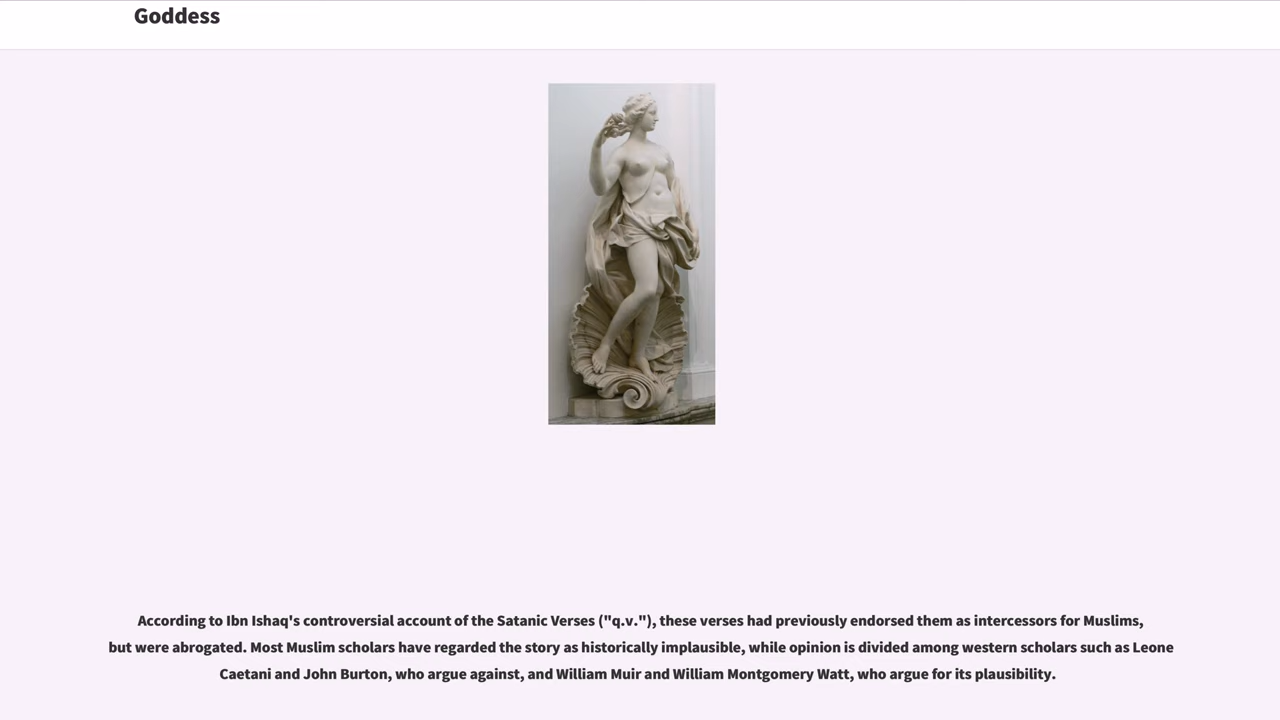 Goddess
According to Ibn Ishaq's controversial account of the Satanic Verses ("q.v."), these verses had previously endorsed them as intercessors for Muslims,
but were abrogated. Most Muslim scholars have regarded the story as historically implausible, while opinion is divided among western scholars such as Leone
Caetani and John Burton, who argue against, and William Muir and William Montgomery Watt, who argue for its plausibility.